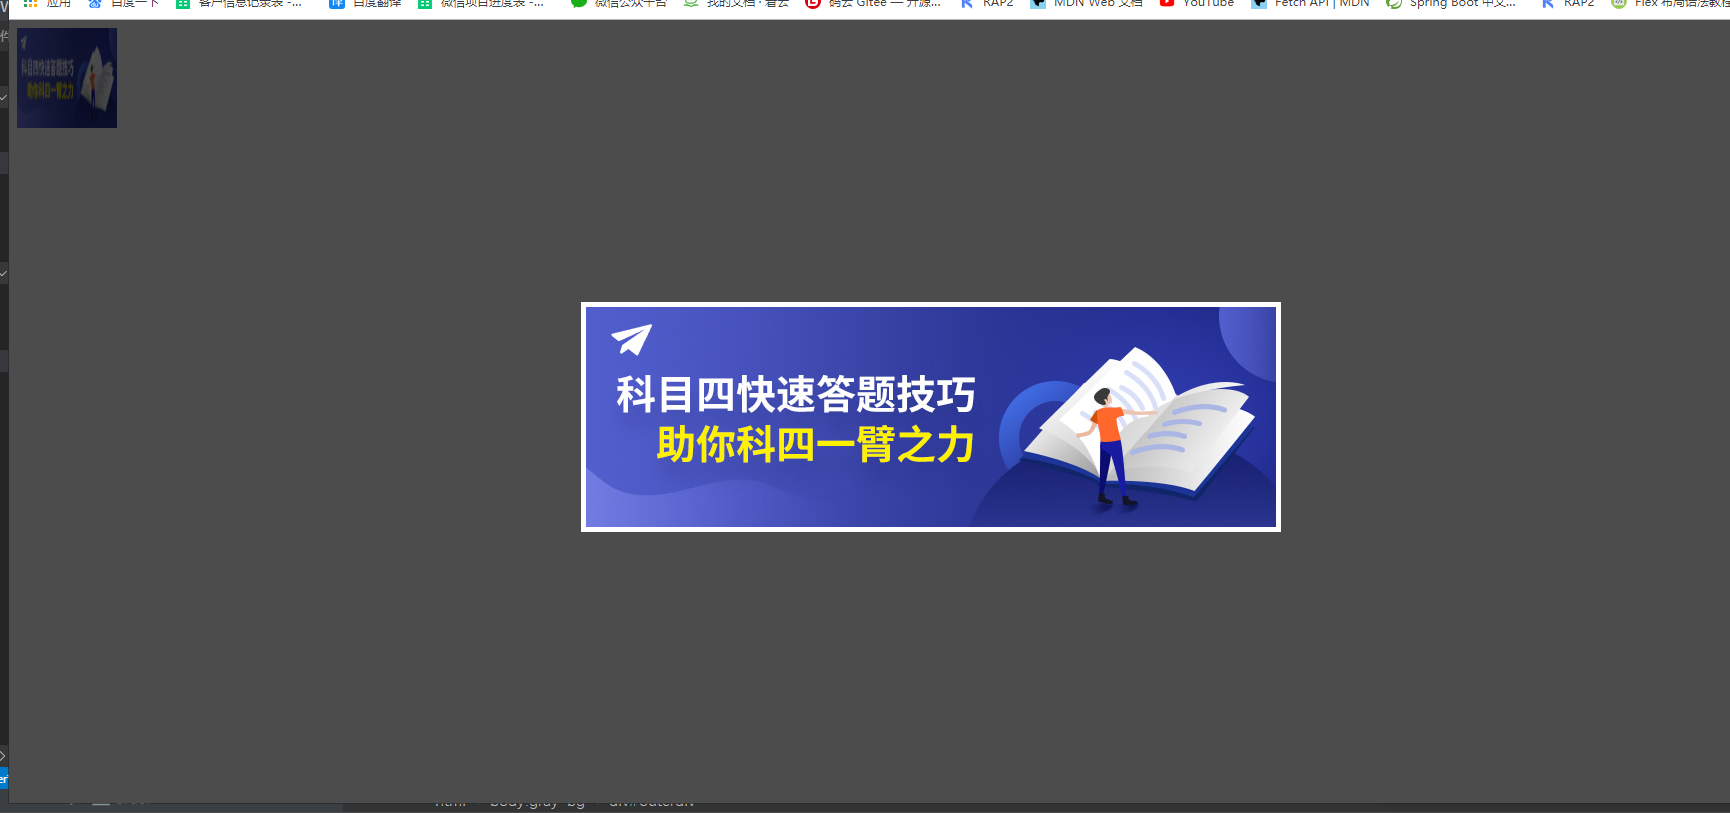 应用 百度一下 客户信息记录表 -... 百度翻译 微信项目进度表 -... 微信公众平台 我的文档 · 看云 码云 Gitee — 开源... RAP2 MDN Web 文档 YouTube Fetch API | MDN Spring Boot 中文... RAP2 Flex 布局语法教程
件
科目四快速答题技巧
助你科四一臂之力
科目四快速答题技巧
助你科四一臂之力
html body.gray-bg div#outerdiv